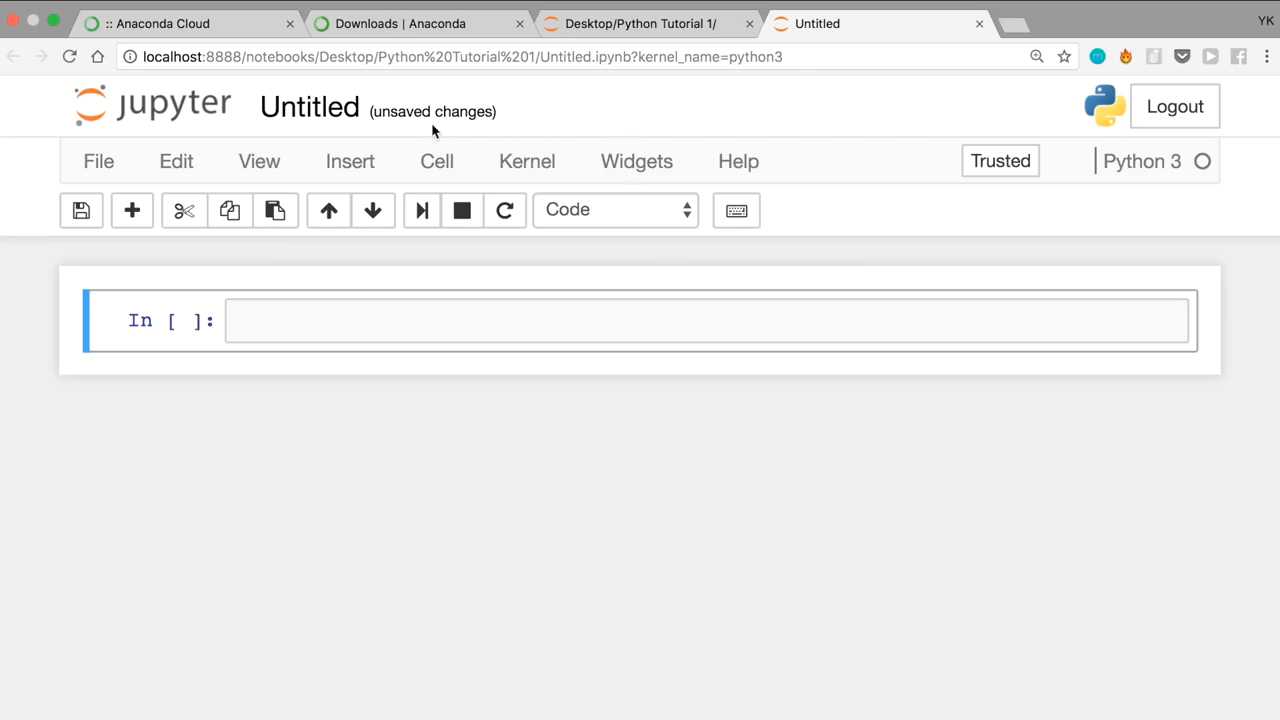 :: Anaconda Cloud
Downloads | Anaconda
Desktop/Python Tutorial 1/
Untitled
YK
localhost:8888/notebooks/Desktop/Python%20Tutorial%201/Untitled.ipynb?kernel_name=python3
jupyter Untitled (unsaved changes)
Logout
File Edit View Insert Cell Kernel Widgets Help Trusted Python 3
Code
In [ ]: